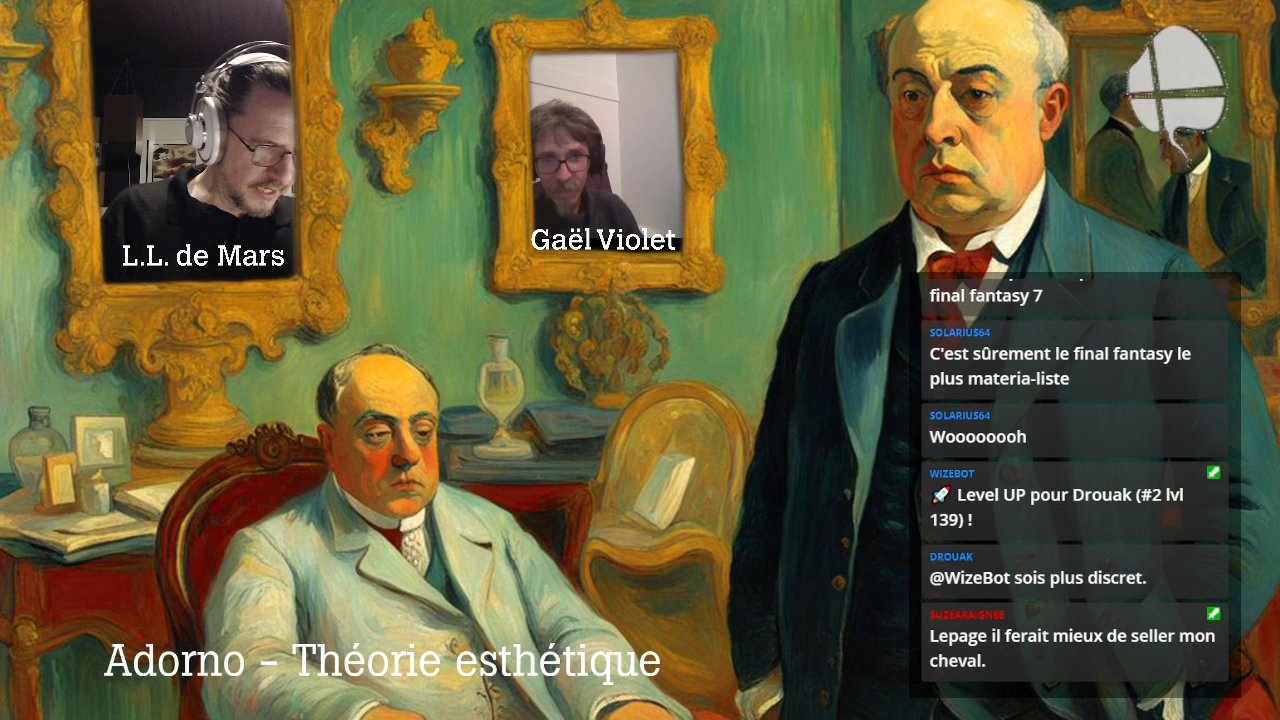 L.L. de Mars
Gaël Violet
Adorno – Théorie esthétique
final fantasy 7
SOLARIUS64
C'est sûrement le final fantasy le
plus materia-liste
SOLARIUS64
Woooooooh
WIZEBOT
🚀 Level UP pour Drouak (#2 lvl
139) !
DROUAK
@WizeBot sois plus discret.
SUZEARAIGNEE
Lepage il ferait mieux de seller mon
cheval.